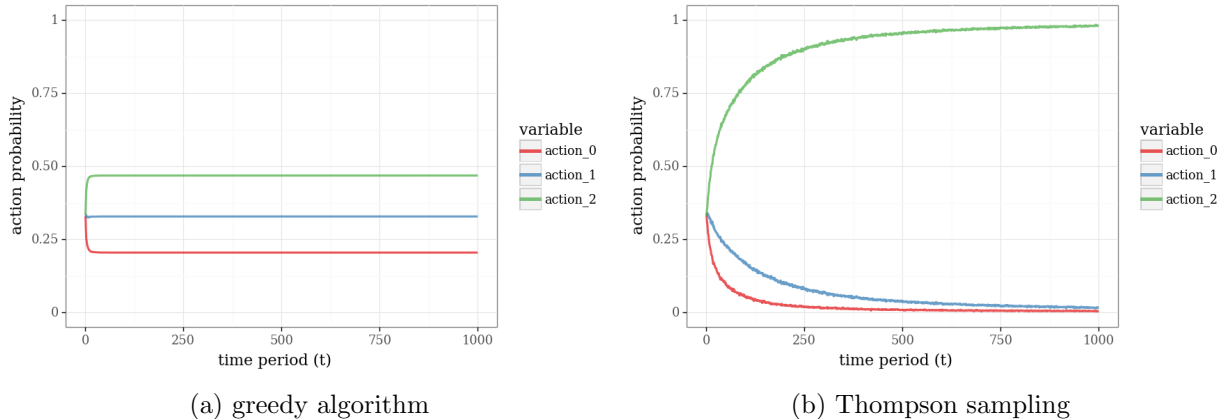 1
0.75
0.50
0.25
0
action probability
0
250
500
750
1000
time period (t)
variable
action_0
action_1
action_2
(a) greedy algorithm
1
0.75
0.50
0.25
0
action probability
0
250
500
750
1000
time period (t)
variable
action_0
action_1
action_2
(b) Thompson sampling